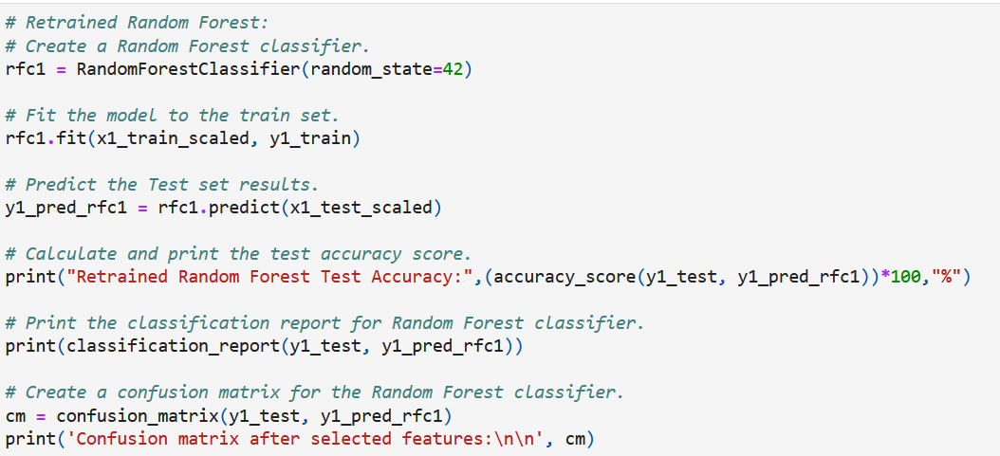 # Retrained Random Forest:
# Create a Random Forest classifier.
rfc1 = RandomForestClassifier(random_state=42)
# Fit the model to the train set.
rfc1.fit(x1_train_scaled, y1_train)
# Predict the Test set results.
y1_pred_rfc1 = rfc1.predict(x1_test_scaled)
# Calculate and print the test accuracy score.
print("Retrained Random Forest Test Accuracy:",(accuracy_score(y1_test, y1_pred_rfc1))*100,"%")
# Print the classification report for Random Forest classifier.
print(classification_report(y1_test, y1_pred_rfc1))
# Create a confusion matrix for the Random Forest classifier.
cm = confusion_matrix(y1_test, y1_pred_rfc1)
print('Confusion matrix after selected features:\n\n', cm)